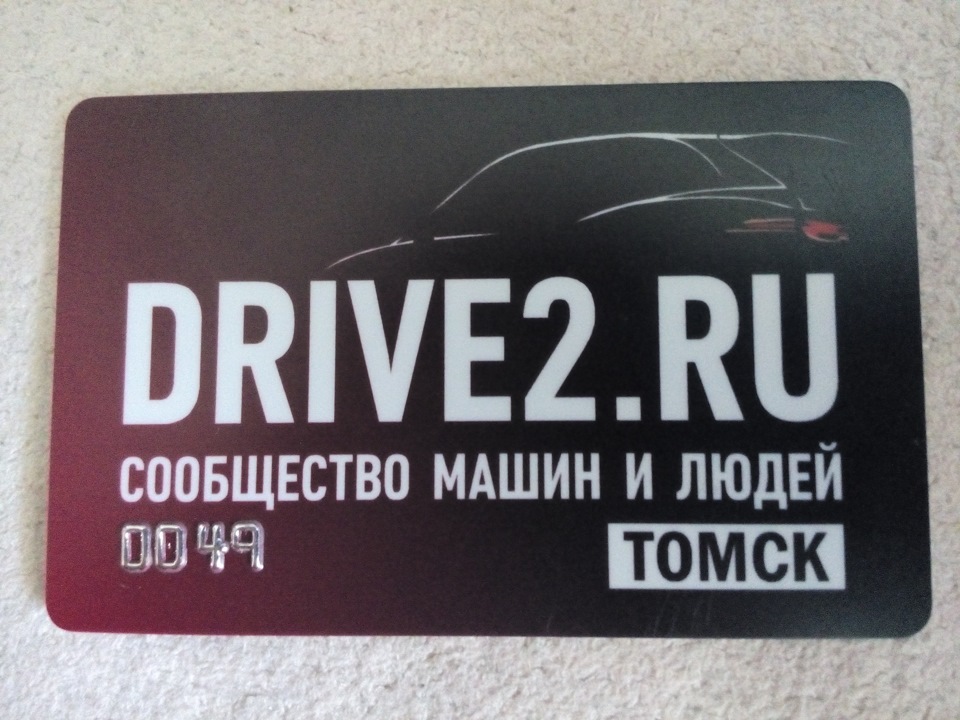 DRIVE2.RU
СООБЩЕСТВО МАШИН И ЛЮДЕЙ
0049
ТОМСК